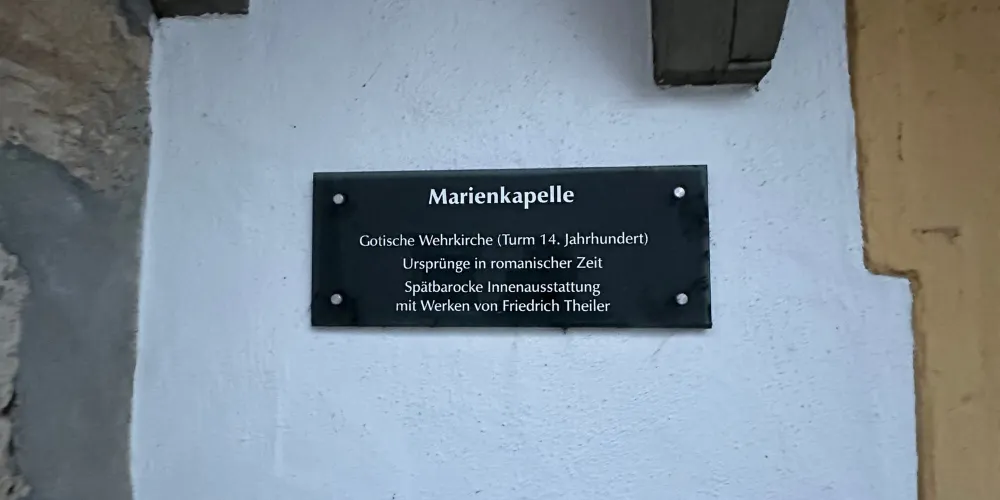 Marienkapelle
Gotische Wehrkirche (Turm 14. Jahrhundert)
Ursprünge in romanischer Zeit
Spätbarocke Innenausstattung
mit Werken von Friedrich Theiler